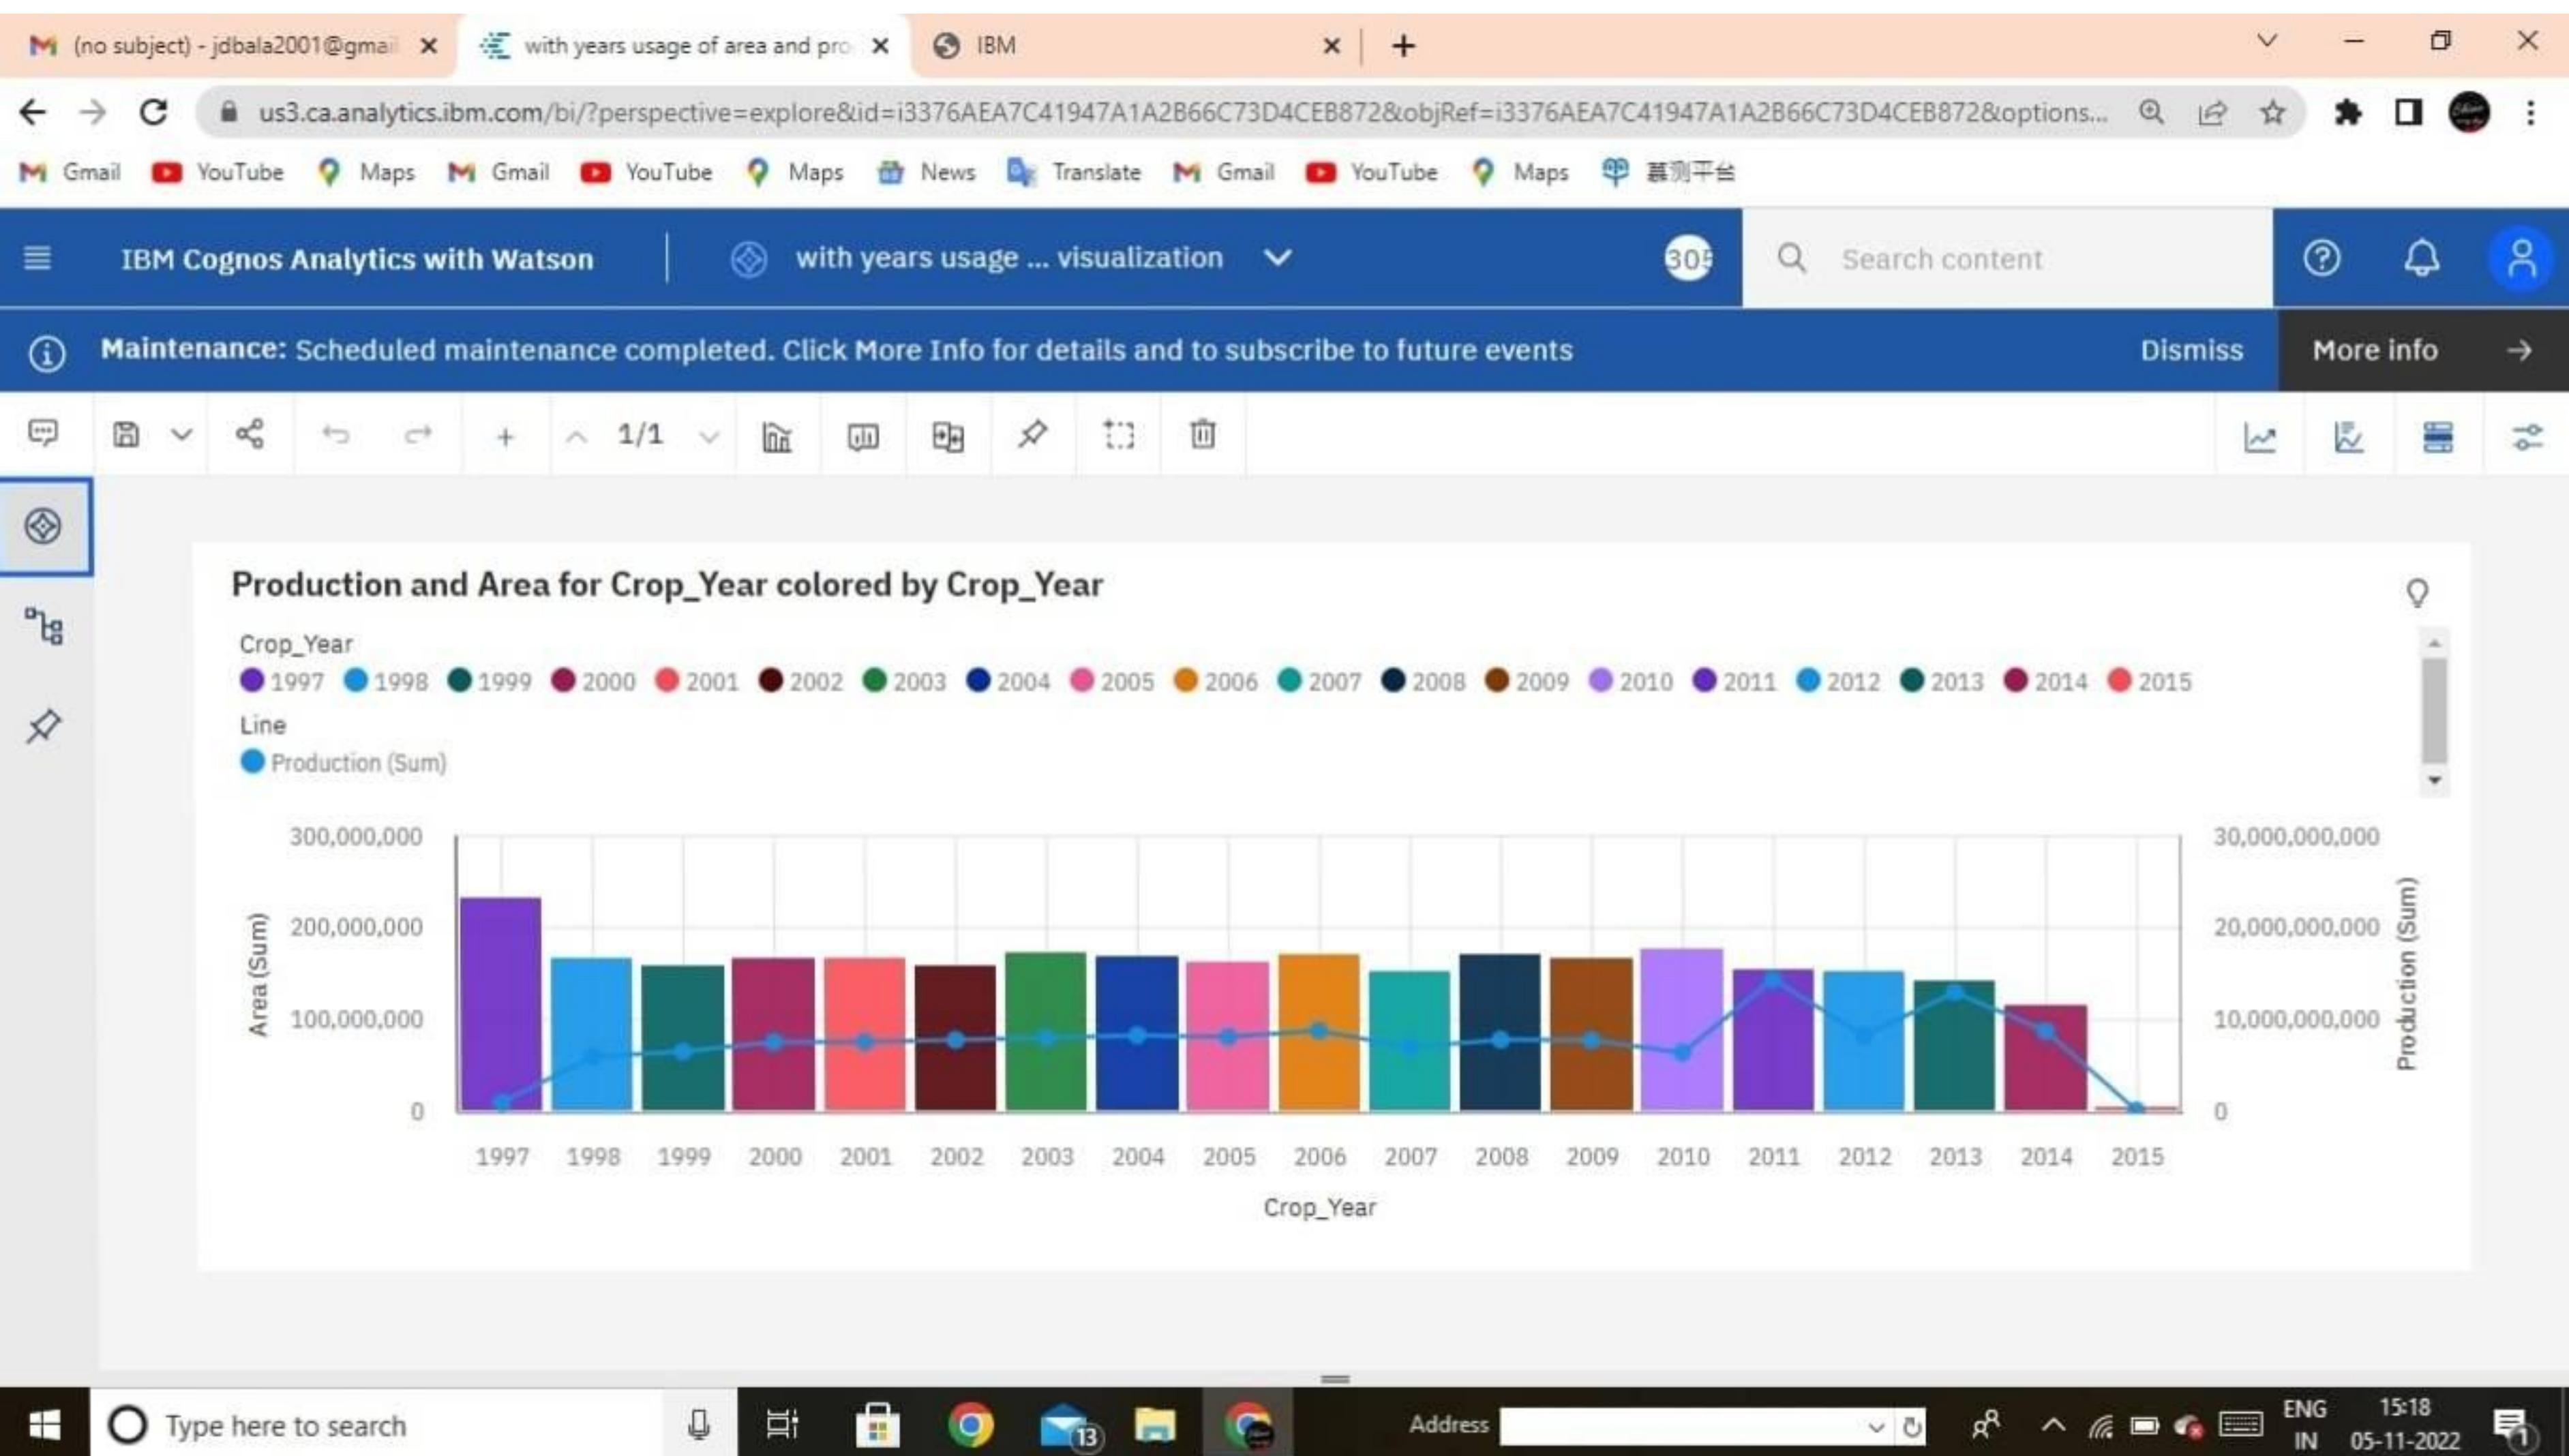 (no subject) - jdbala2001@gmai
with years usage of area and pro
IBM
us3.ca.analytics.ibm.com/bi/?perspective=explore&id=i3376AEA7C41947A1A2B66C73D4CEB872&objRef=i3376AEA7C41947A1A2B66C73D4CEB872&options...
Gmail YouTube Maps Gmail YouTube Maps News Translate Gmail YouTube Maps 慕测平台
IBM Cognos Analytics with Watson
with years usage ... visualization
305
Search content
Maintenance: Scheduled maintenance completed. Click More Info for details and to subscribe to future events
Dismiss
More info
1/1
Production and Area for Crop_Year colored by Crop_Year
Crop_Year
1997 1998 1999 2000 2001 2002 2003 2004 2005 2006 2007 2008 2009 2010 2011 2012 2013 2014 2015
Line
Production (Sum)
Area (Sum)
300,000,000
200,000,000
100,000,000
0
30,000,000,000
20,000,000,000
10,000,000,000
0
Production (Sum)
1997 1998 1999 2000 2001 2002 2003 2004 2005 2006 2007 2008 2009 2010 2011 2012 2013 2014 2015
Crop_Year
Type here to search
13
Address
ENG
IN
15:18
05-11-2022
1